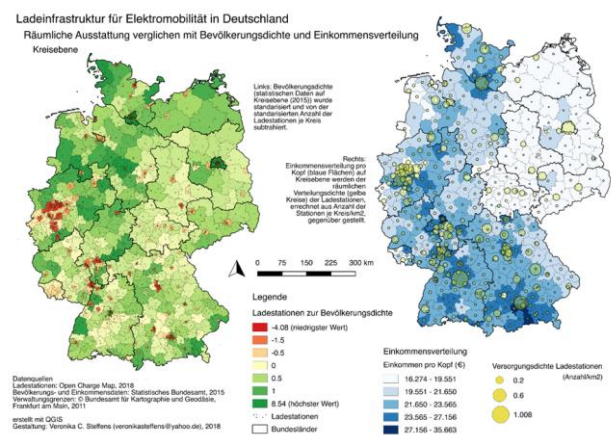 Ladeinfrastruktur für Elektromobilität in Deutschland
Räumliche Ausstattung verglichen mit Bevölkerungsdichte und Einkommensverteilung
Kreisebene
Links: Bevölkerungsdichte
(statistischen Daten auf
Kreisebene (2015)) wurde
standarisiert und von der
standarisierten Anzahl der
Ladestationen je Kreis
subtrahiert.
Rechts:
Einkommensverteilung pro
Kopf (blaue Flächen) auf
Kreisebene werden der
räumlichen
Verteilungsdichte (gelbe
Kreise) der Ladestationen,
errechnet aus Anzahl der
Stationen je Kreis/km2,
gegenüber gestellt.
0 75 150 225 300 km
Legende
Ladestationen zur Bevölkerungsdichte
-4.08 (niedrigster Wert)
-1.5
-0.5
0
0.5
1
8.54 (höchster Wert)
Ladestationen
Bundesländer
Einkommensverteilung
Einkommen pro Kopf (€)
16.274 - 19.551
19.551 - 21.650
21.650 - 23.565
23.565 - 27.156
27.156 - 35.663
Versorgungsdichte Ladestationen
(Anzahl/km2)
0.2
0.6
1.008
Datenquellen
Ladestationen: Open Charge Map, 2018
Bevölkerungs- und Einkommensdaten: Statistisches Bundesamt, 2015
Verwaltungsgrenzen: © Bundesamt für Kartographie und Geodäsie,
Frankfurt am Main, 2011
erstellt mit QGIS
Gestaltung: Veronika C. Steffens (veronikasteffens@yahoo.de), 2018